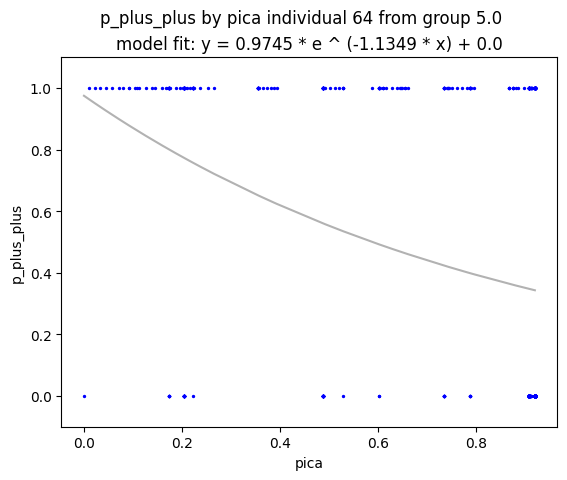 p_plus_plus by pica individual 64 from group 5.0
model fit: y = 0.9745 * e ^ (-1.1349 * x) + 0.0
1.0
0.8
0.6
0.4
0.2
0.0
p_plus_plus
0.0 0.2 0.4 0.6 0.8
pica